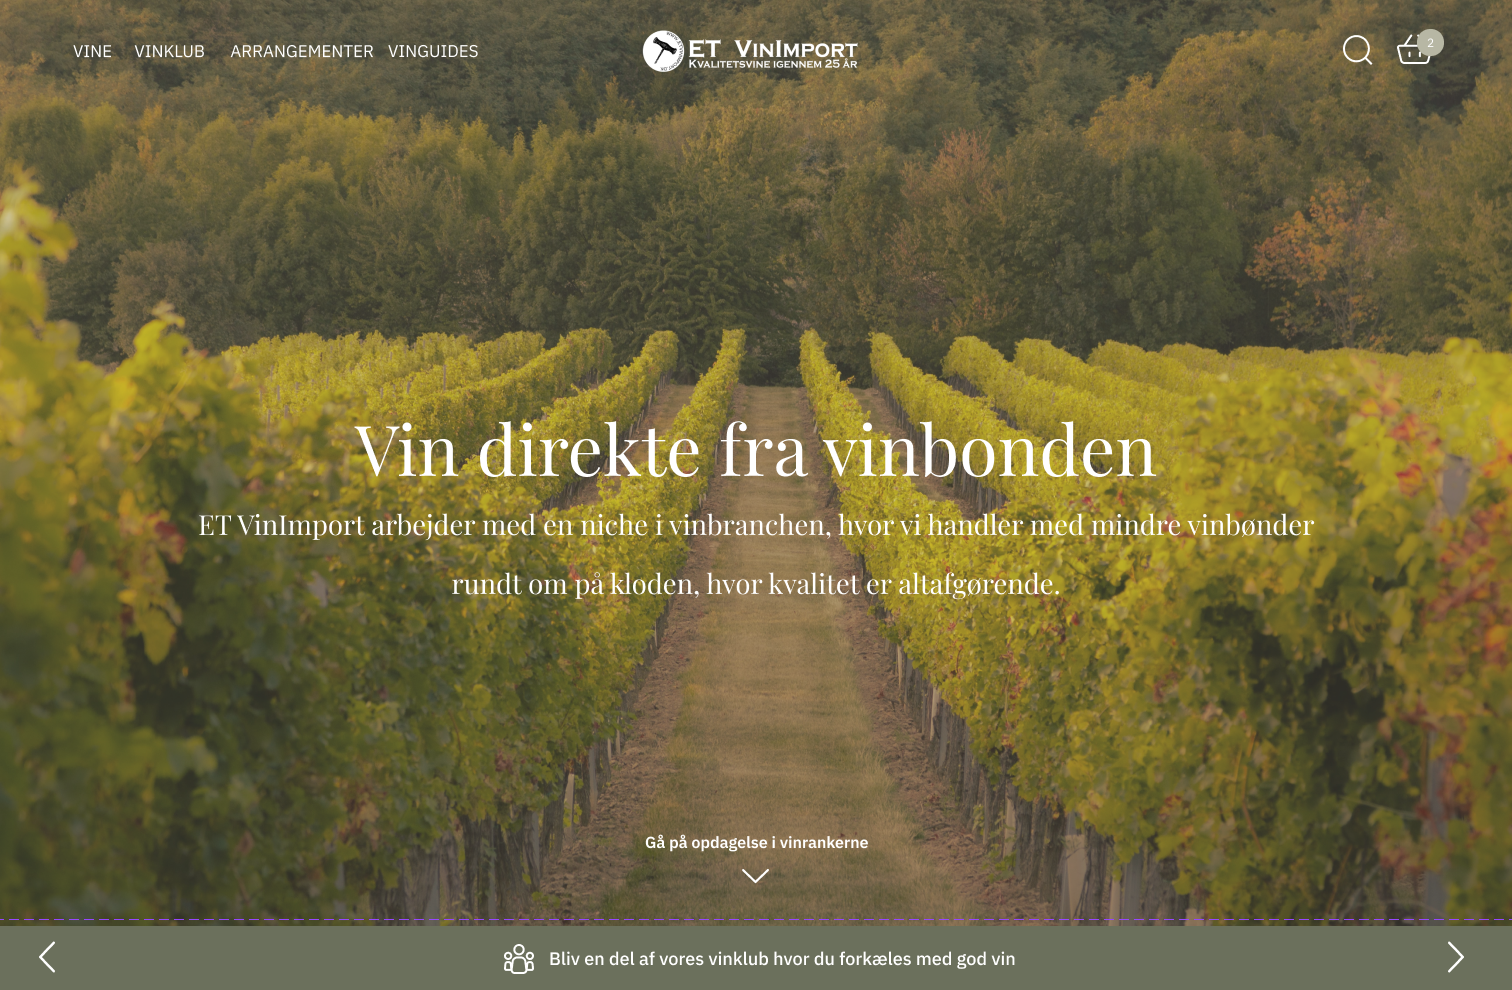 VINE VINKLUB ARRANGEMENTER VINGUIDES
ET VINIMPORT
KVALITETSVINE IGENNEM 25 ÅR
2
Vin direkte fra vinbonden
ET VinImport arbejder med en niche i vinbranchen, hvor vi handler med mindre vinbønder
rundt om på kloden, hvor kvalitet er altafgørende.
Gå på opdagelse i vinrankerne
Bliv en del af vores vinklub hvor du forkæles med god vin